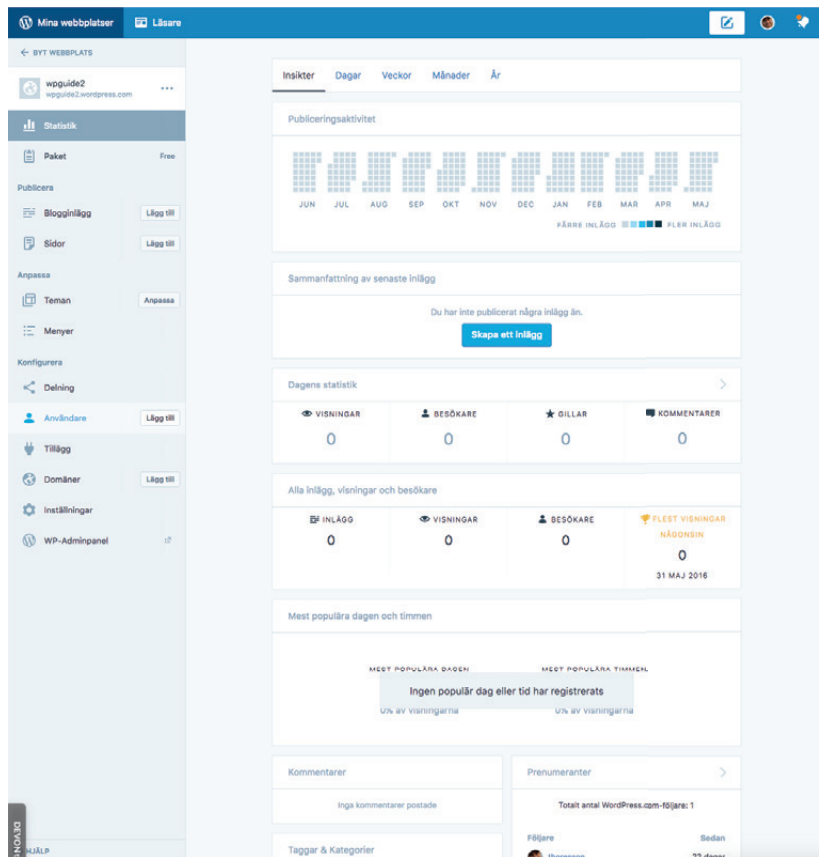 Mina webbplatser
Läsare
BYT WEBBPLATS
wpguide2
wpguide2.wordpress.com
Statistik
Paket Free
Publicera
Blogginlägg Lägg till
Sidor Lägg till
Anpassa
Teman Anpassa
Menyer
Konfigurera
Delning
Användare Lägg till
Tillägg
Domäner Lägg till
Inställningar
WP-Adminpanel
HJÄLP
Insikter Dagar Veckor Månader År
Publiceringsaktivitet
JUN JUL AUG SEP OKT NOV DEC JAN FEB MAR APR MAJ
FÄRRE INLÄGG FLER INLÄGG
Sammanfattning av senaste inlägg
Du har inte publicerat några inlägg än.
Skapa ett inlägg
Dagens statistik
VISNINGAR BESÖKARE GILLAR KOMMENTARER
0 0 0 0
Alla inlägg, visningar och besökare
INLÄGG VISNINGAR BESÖKARE FLEST VISNINGAR
NÅGONSIN
0 0 0 0
31 MAJ 2016
Mest populära dagen och timmen
MEST POPULÄRA DAGEN MEST POPULÄRA TIMMEN
Ingen populär dag eller tid har registrerats
0% av visningarna 0% av visningarna
Kommentarer
Inga kommentarer postade
Taggar & Kategorier
Prenumeranter
Totalt antal WordPress.com-följare: 1
Följare Sedan
22 dagar